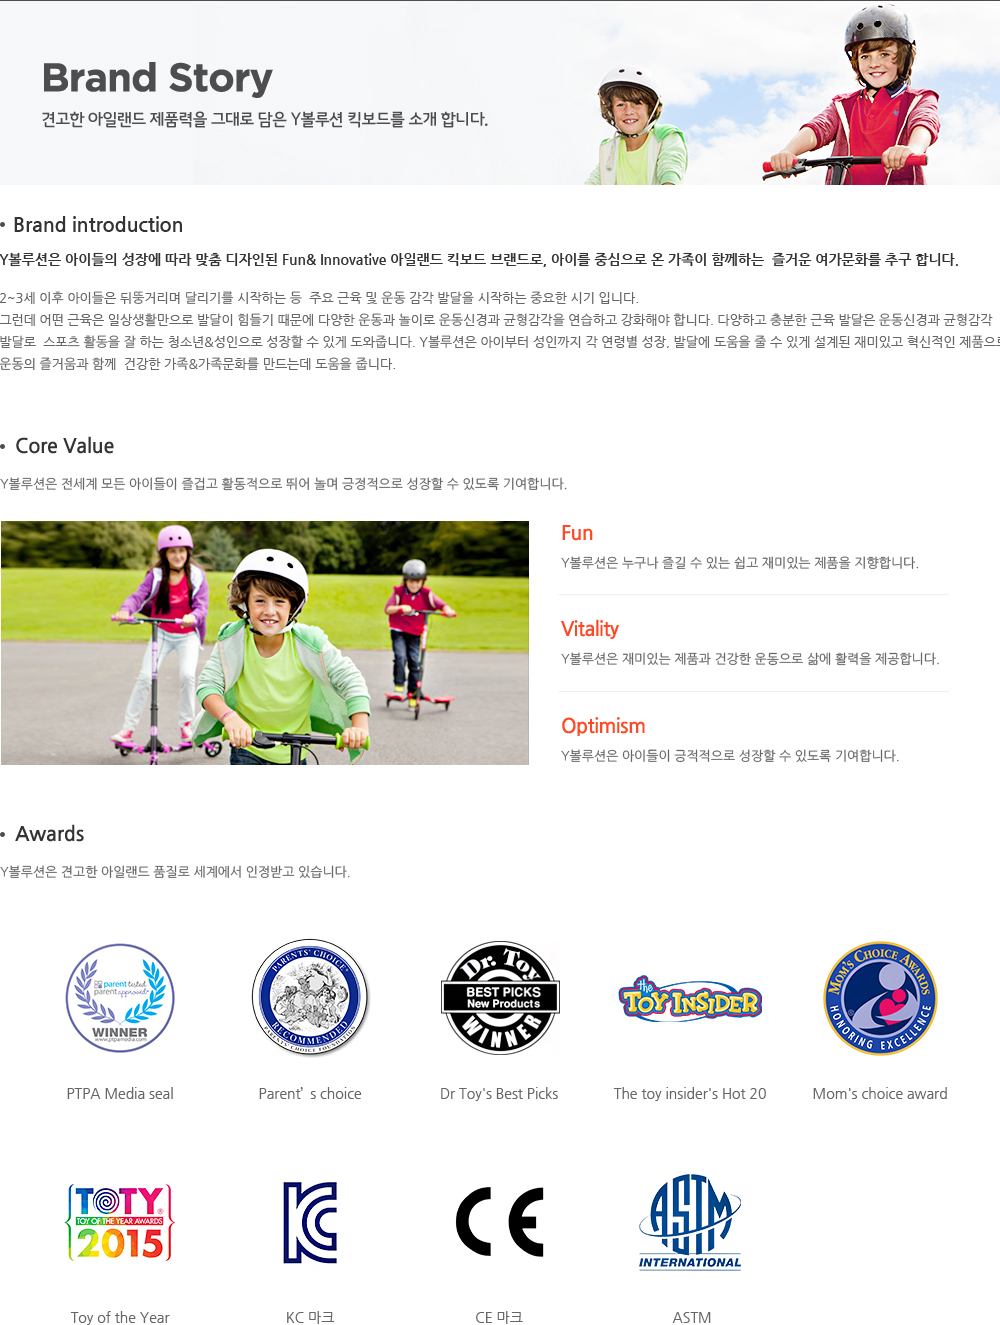 Brand Story
견고한 아일랜드 제품력을 그대로 담은 Y볼루션 킥보드를 소개 합니다.
• Brand introduction
Y볼루션은 아이들의 성장에 따라 맞춤 디자인된 Fun& Innovative 아일랜드 킥보드 브랜드로, 아이를 중심으로 온 가족이 함께하는 즐거운 여가문화를 추구 합니다.
2~3세 이후 아이들은 뒤뚱거리며 달리기를 시작하는 등 주요 근육 및 운동 감각 발달을 시작하는 중요한 시기 입니다.
그런데 어떤 근육은 일상생활만으로 발달이 힘들기 때문에 다양한 운동과 놀이로 운동신경과 균형감각을 연습하고 강화해야 합니다. 다양하고 충분한 근육 발달은 운동신경과 균형감각
발달로 스포츠 활동을 잘 하는 청소년&성인으로 성장할 수 있게 도와줍니다. Y볼루션은 아이부터 성인까지 각 연령별 성장, 발달에 도움을 줄 수 있게 설계된 재미있고 혁신적인 제품으로
운동의 즐거움과 함께 건강한 가족&가족문화를 만드는데 도움을 줍니다.
• Core Value
Y볼루션은 전세계 모든 아이들이 즐겁고 활동적으로 뛰어 놀며 긍정적으로 성장할 수 있도록 기여합니다.
Fun
Y볼루션은 누구나 즐길 수 있는 쉽고 재미있는 제품을 지향합니다.
Vitality
Y볼루션은 재미있는 제품과 건강한 운동으로 삶에 활력을 제공합니다.
Optimism
Y볼루션은 아이들이 긍적적으로 성장할 수 있도록 기여합니다.
• Awards
Y볼루션은 견고한 아일랜드 품질로 세계에서 인정받고 있습니다.
parent tested
parent approved
WINNER
www.ptpamedia.com
PARENTS' CHOICE
RECOMMENDED
PARENTS' CHOICE FOUNDATION
Dr. Toy
BEST PICKS
New Products
WINNER
the
TOY INSIDER
MOM'S CHOICE AWARDS
HONORING EXCELLENCE
PTPA Media seal
Parent’s choice
Dr Toy's Best Picks
The toy insider's Hot 20
Mom's choice award
TOTY
TOY OF THE YEAR AWARDS
2015
KC
CE
ASTM
INTERNATIONAL
Toy of the Year
KC 마크
CE 마크
ASTM